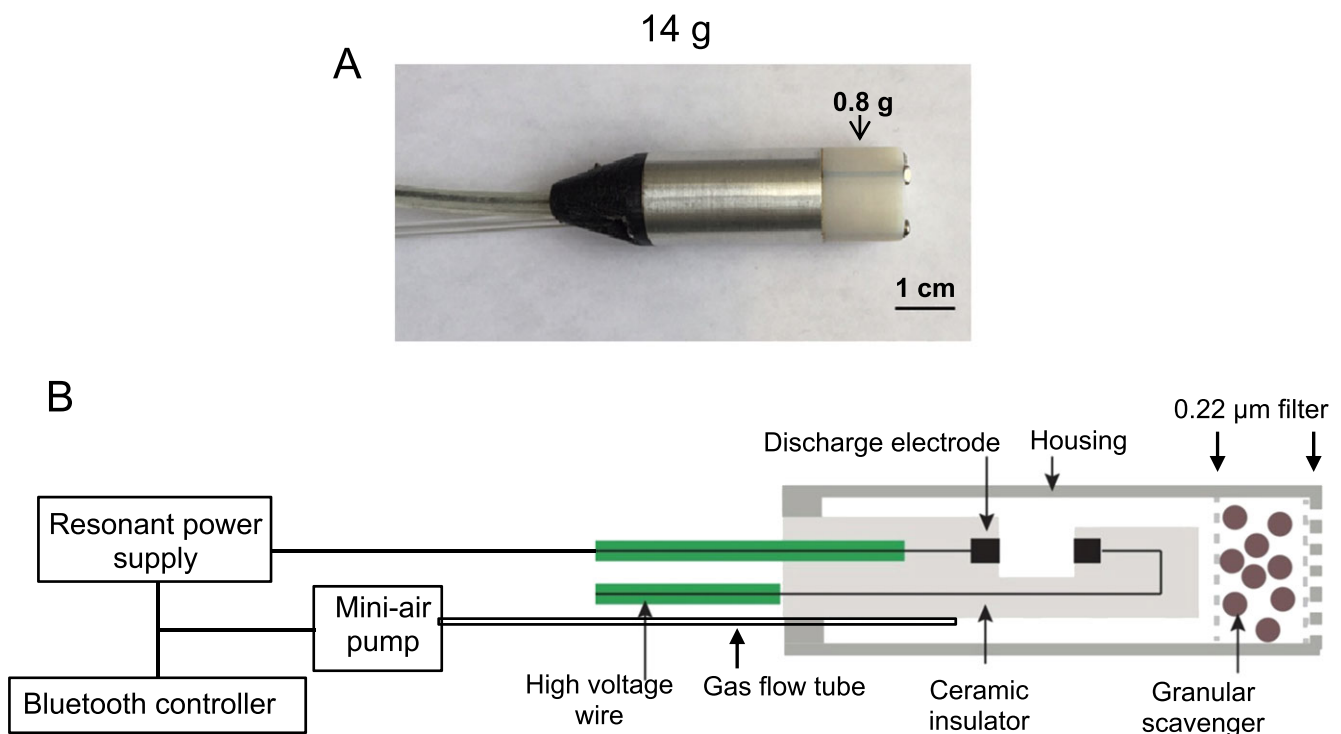 14 g
A
0.8 g
1 cm
B
0.22 µm filter
Discharge electrode
Housing
Resonant power
supply
Mini-air
pump
Bluetooth controller
High voltage
wire
Gas flow tube
Ceramic
insulator
Granular
scavenger